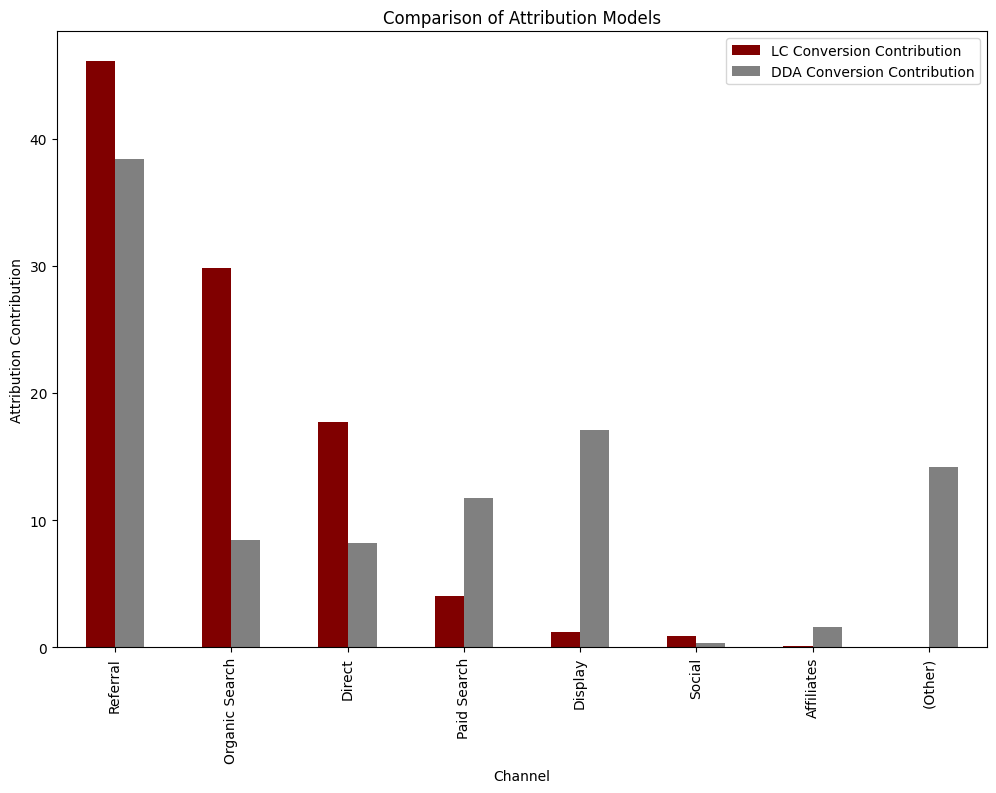 Comparison of Attribution Models
LC Conversion Contribution
DDA Conversion Contribution
Attribution Contribution
40
30
20
10
0
Referral
Organic Search
Direct
Paid Search
Display
Social
Affiliates
(Other)
Channel